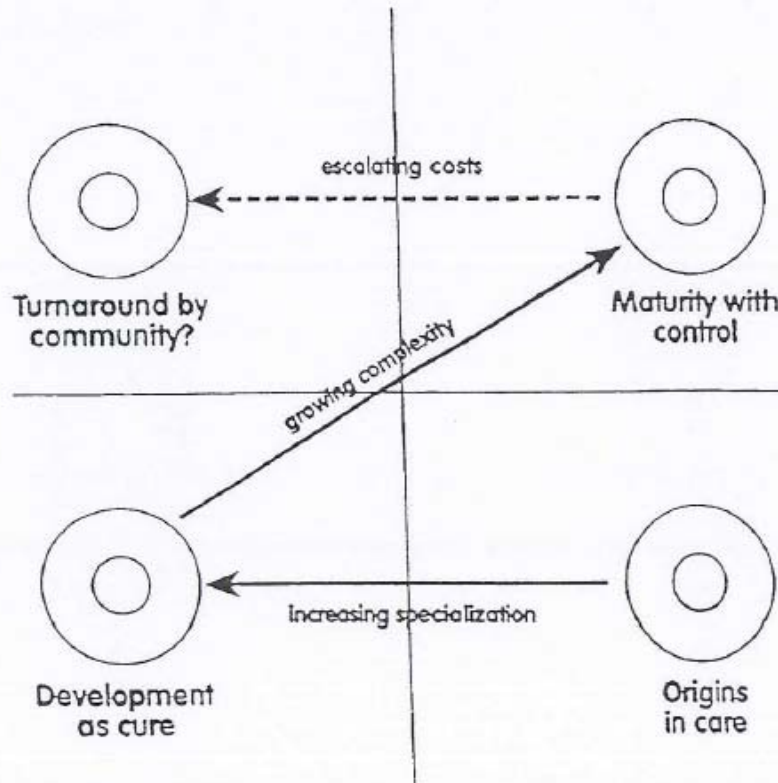 escalating costs
Turnaround by
community?
Maturity with
control
growing complexity
increasing specialization
Development
as cure
Origins
in care